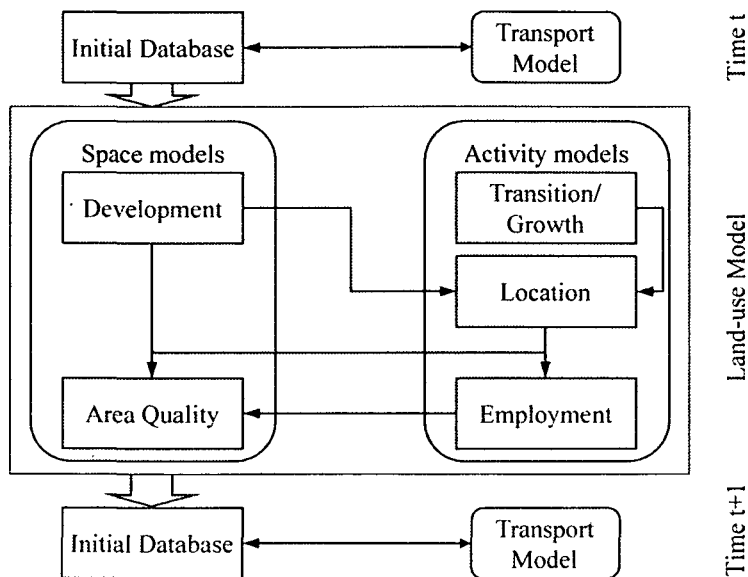 Initial Database
Transport
Model
Time t
Space models
Activity models
Development
Transition/
Growth
Location
Land-use Model
Area Quality
Employment
Initial Database
Transport
Model
Time t+1